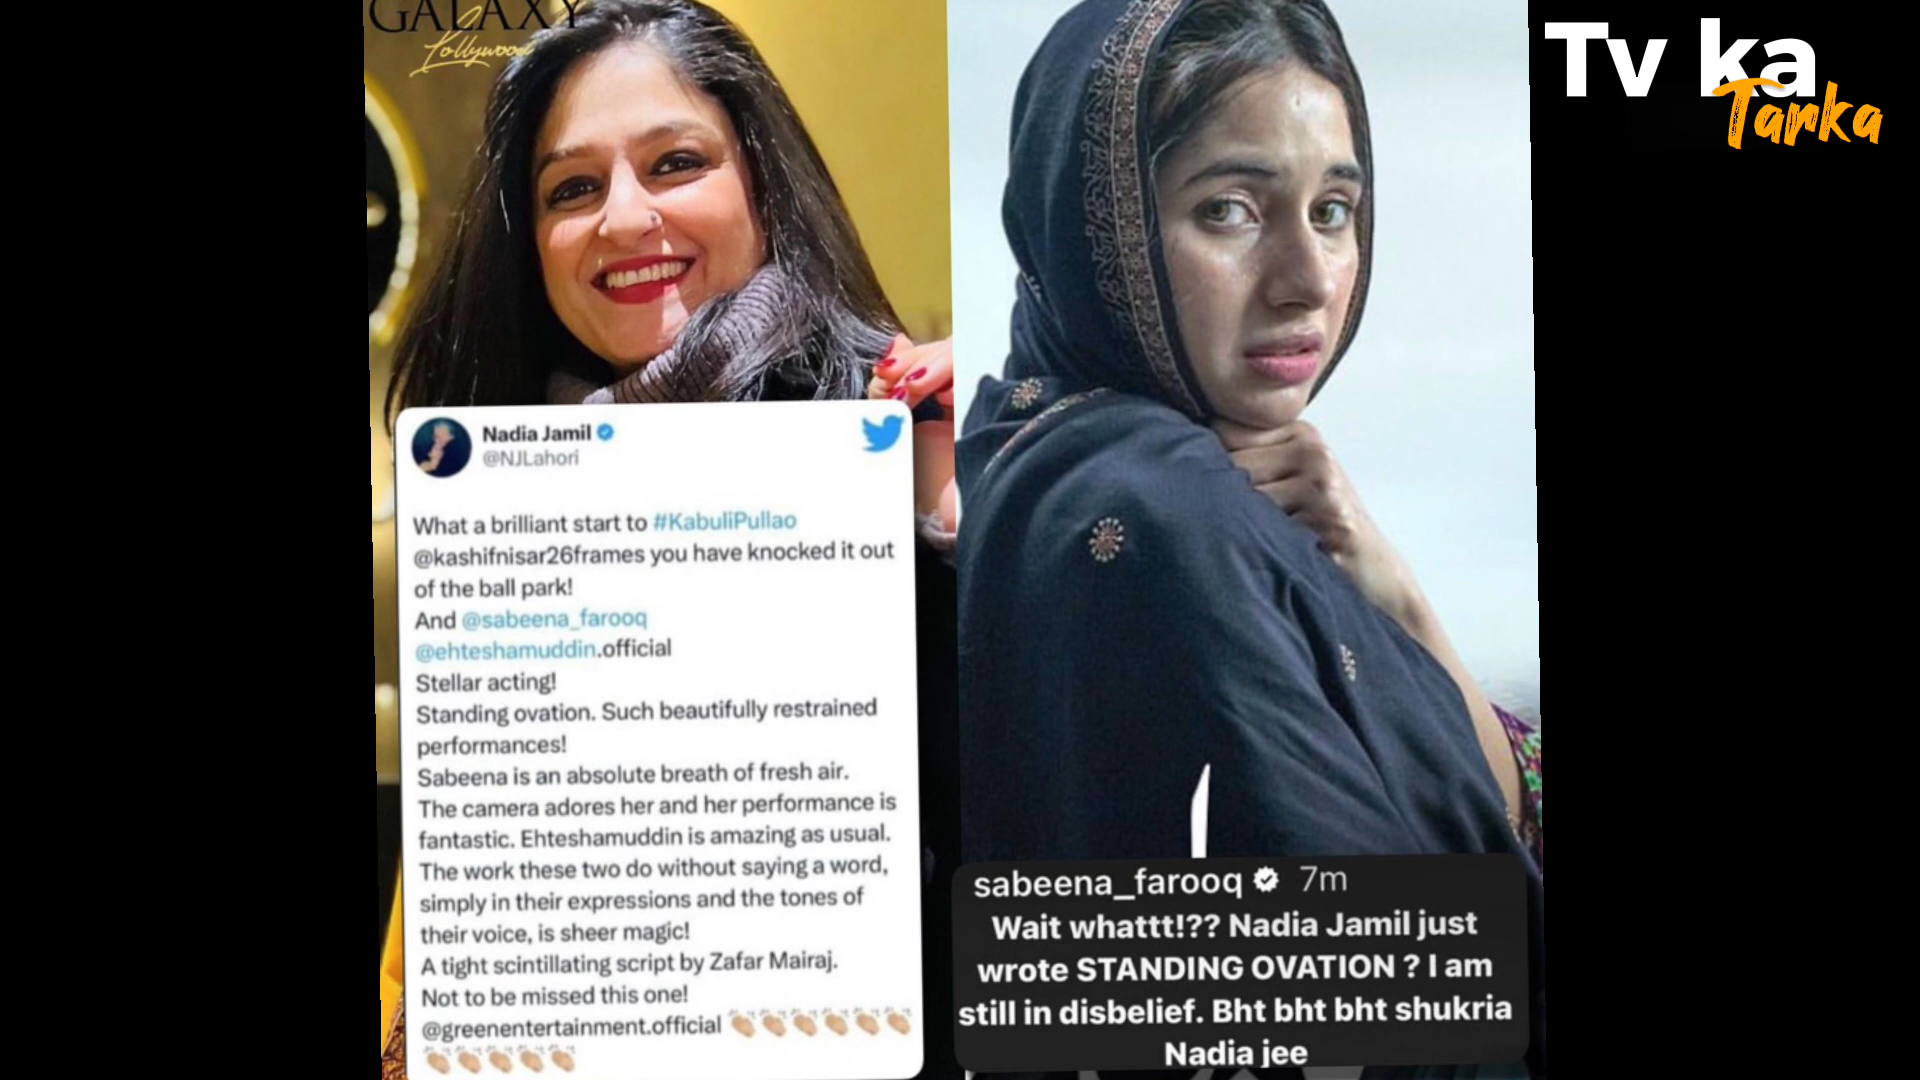 GALAXY
Lollywood
Tv ka
Tarka
Nadia Jamil
@NJLahori
What a brilliant start to #KabuliPullao
@kashifnisar26frames you have knocked it out
of the ball park!
And @sabeena_farooq
@ehteshamuddin.official
Stellar acting!
Standing ovation. Such beautifully restrained
performances!
Sabeena is an absolute breath of fresh air.
The camera adores her and her performance is
fantastic. Ehteshamuddin is amazing as usual.
The work these two do without saying a word,
simply in their expressions and the tones of
their voice, is sheer magic!
A tight scintillating script by Zafar Mairaj.
Not to be missed this one!
@greenentertainment.official 👏🏼👏🏼👏🏼👏🏼👏🏼👏🏼
👏🏼👏🏼👏🏼👏🏼👏🏼
sabeena_farooq 7m
Wait whattt!?? Nadia Jamil just
wrote STANDING OVATION ? I am
still in disbelief. Bht bht bht shukria
Nadia jee